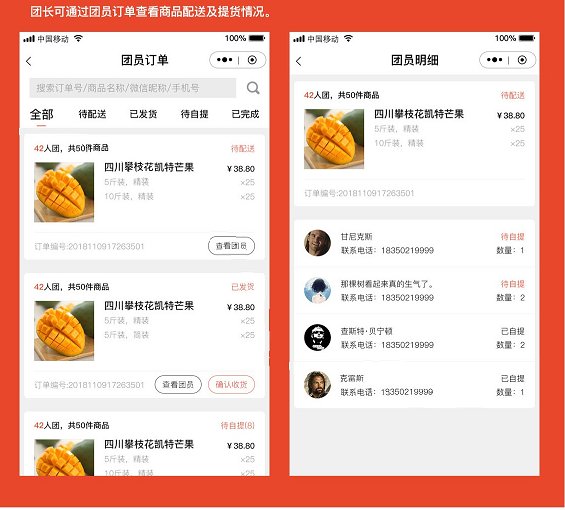 团长可通过团员订单查看商品配送及提货情况。
中国移动
100%
团员订单
搜索订单号/商品名称/微信昵称/手机号
全部 待配送 已发货 待自提 已完成
42人团，共50件商品 待配送
四川攀枝花凯特芒果 ￥38.80
5斤装，精装 ×25
10斤装，精装 ×25
订单编号:2018110917263501 查看团员
42人团，共50件商品 已发货
四川攀枝花凯特芒果 ￥38.80
5斤装，精装 ×25
5斤装，简装 ×25
订单编号:2018110917263501 查看团员 确认收货
42人团，共50件商品 待自提(8)
四川攀枝花凯特芒果 ￥38.80
5斤装，精装 ×25
10斤装，精装 ×25
中国移动
100%
团员明细
42人团，共50件商品 待配送
四川攀枝花凯特芒果 ￥38.80
5斤装，精装 ×25
10斤装，精装 ×25
订单编号:2018110917263501
甘尼克斯 待自提
联系电话：18350219999 数量：1
那棵树看起来真的生气了。 待自提
联系电话：18350219999 数量：2
查斯特·贝宁顿 已自提
联系电话：18350219999 数量：2
克雷斯 已自提
联系电话：18350219999 数量：1